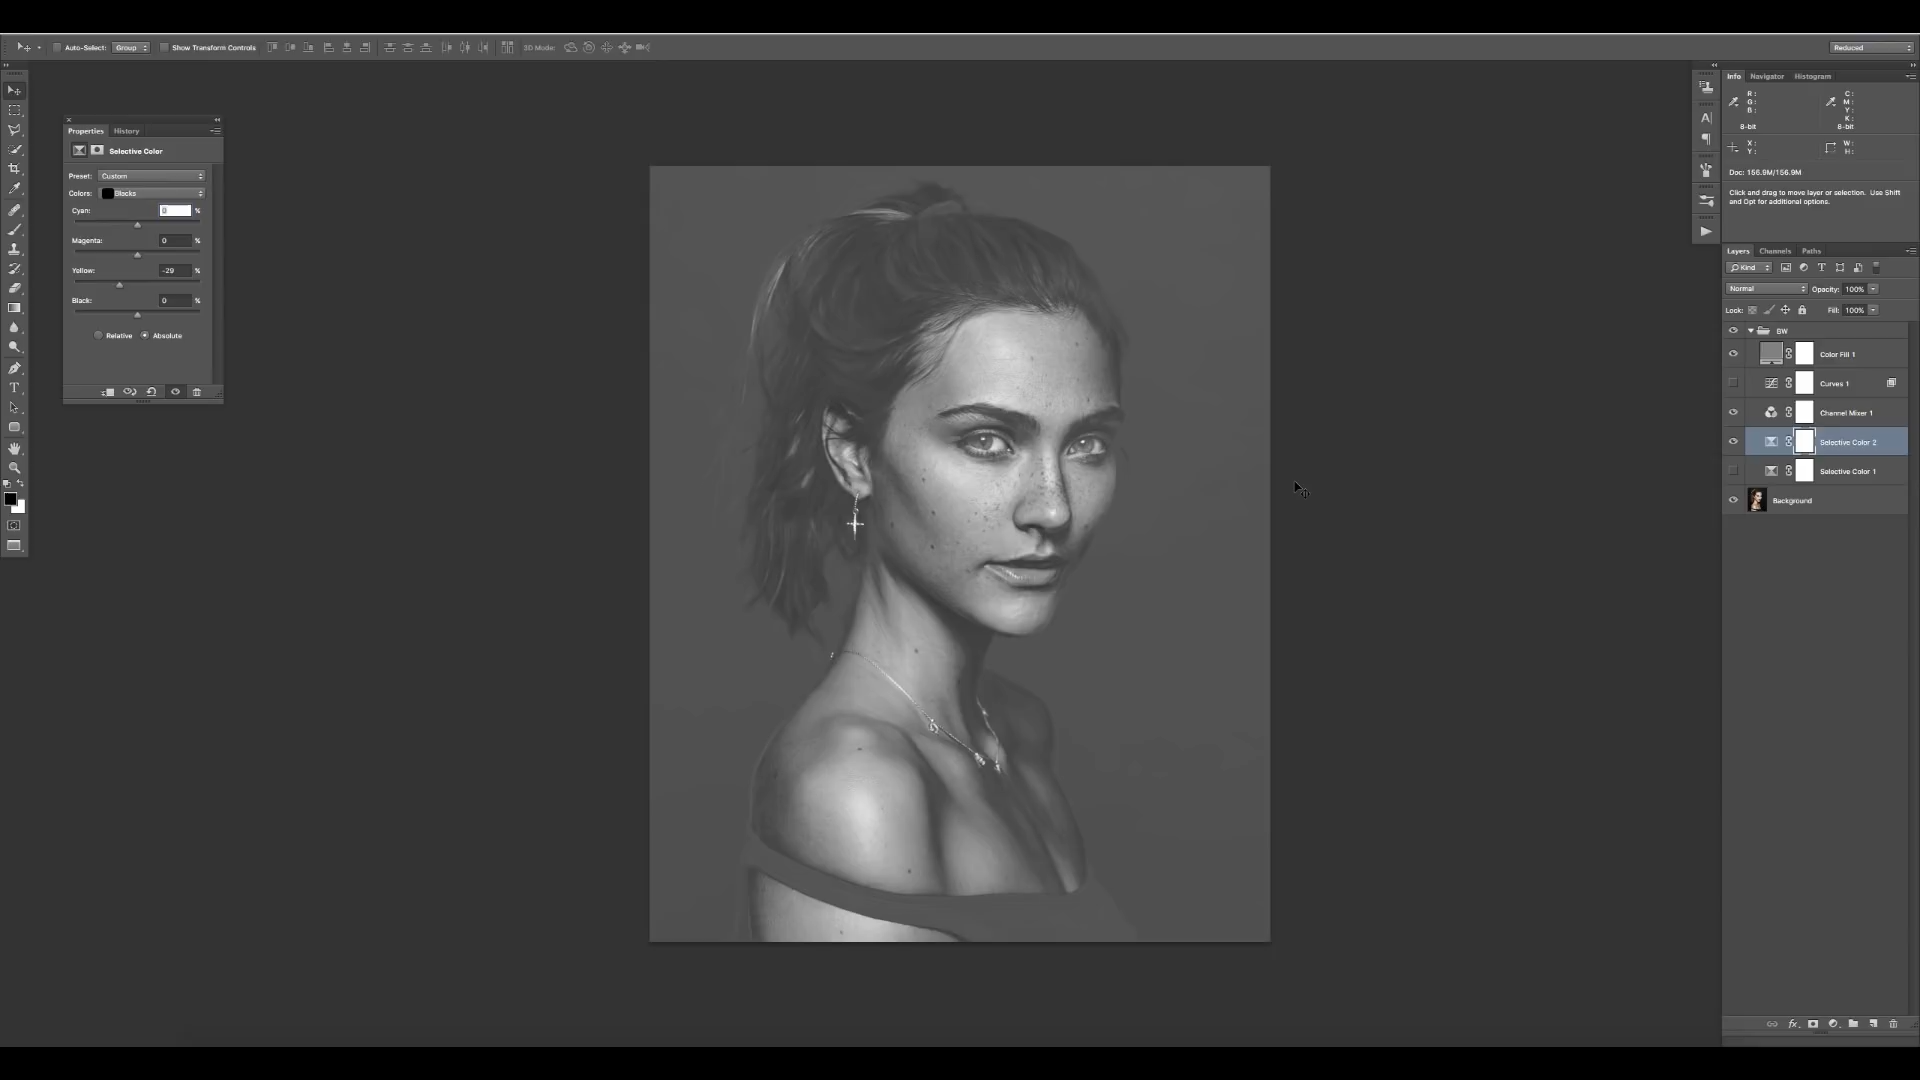 Auto-Select: Group Show Transform Controls 3D Mode: Reduced
Properties History
Selective Color
Preset: Custom
Colors: Blacks
Cyan: 0 %
Magenta: 0 %
Yellow: -29 %
Black: 0 %
Relative Absolute
Info Navigator Histogram
R: C:
G: M:
B: Y:
K:
8-bit 8-bit
X: W:
Y: H:
Doc: 156.9M/156.9M
Click and drag to move layer or selection. Use Shift
and Opt for additional options.
Layers Channels Paths
Kind
Normal Opacity: 100%
Lock: Fill: 100%
BW
Color Fill 1
Curves 1
Channel Mixer 1
Selective Color 2
Selective Color 1
Background
fx